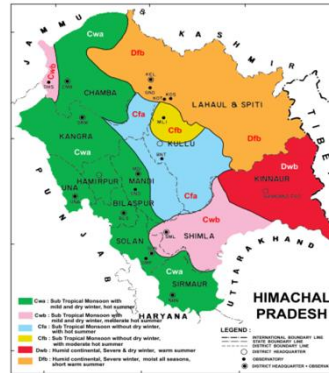 JAMMU &
KASHMIR
Cwa
Dfb
Cwb
CHAMBA
LAHAUL & SPITI
KANGRA
Cfa
Cfb
KULLU
Dfb
TIBET
Cwa
HAMIRPUR
MANDI
Dwb
KINNAUR
UNA
BILASPUR
Cfa
PUNJAB
Cwb
SOLAN
SHIMLA
UTTARAKHAND
Cwa
SIRMAUR
HARYANA
HIMACHAL
PRADESH
Cwa : Sub Tropical Monsoon with
mild and dry winter, hot summer
Cwb : Sub Tropical Monsoon with
mild and dry winter, moderate hot summer
Cfa : Sub Tropical Monsoon without dry winter,
with hot summer
Cfb : Sub Tropical Monsoon without dry winter,
with moderate hot summer
Dwb : Humid continental, Severe & dry winter, warm summer
Dfb : Humid continental, Severe winter, moist all seasons,
short warm summer
LEGEND :
INTERNATIONAL BOUNDARY LINE
STATE BOUNDARY LINE
DISTRICT BOUNDARY LINE
DISTRICT HEADQUARTER
OBSERVATORY
DISTRICT HEADQUARTER + OBSERVATORY